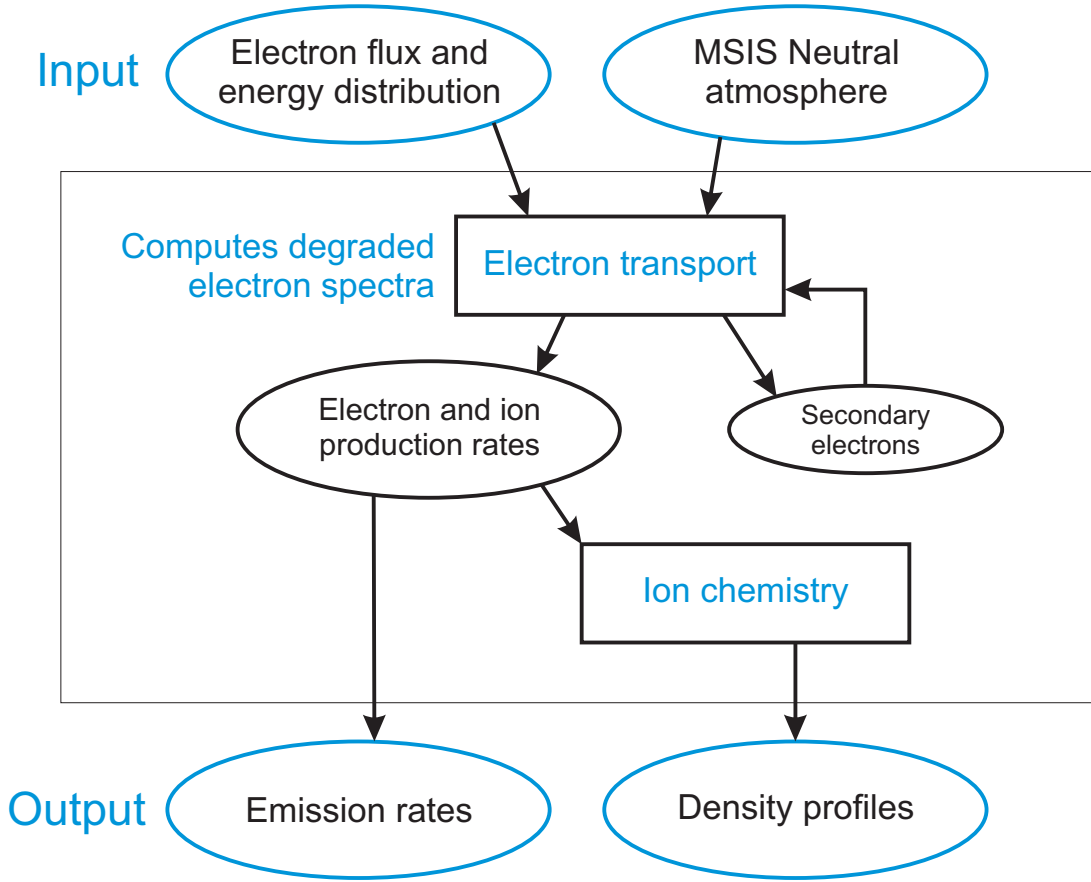 Input
Electron flux and
energy distribution
MSIS Neutral
atmosphere
Computes degraded
electron spectra
Electron transport
Electron and ion
production rates
Secondary
electrons
Ion chemistry
Output
Emission rates
Density profiles